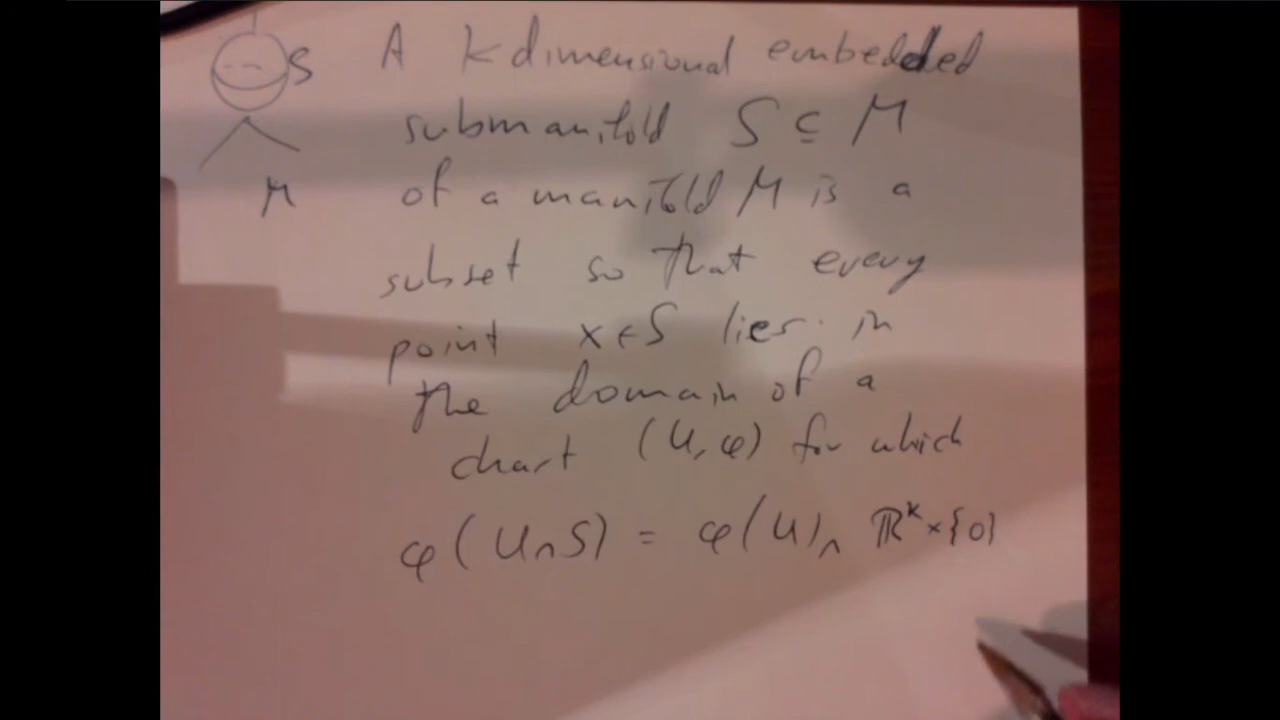 S A k dimensional embedded
submanifold S ⊆ M
M of a manifold M is a
subset so that every
point x ∈ S lies in
the domain of a
chart (U, φ) for which
φ(U ∩ S) = φ(U) ∩ ℝ^k × {0}